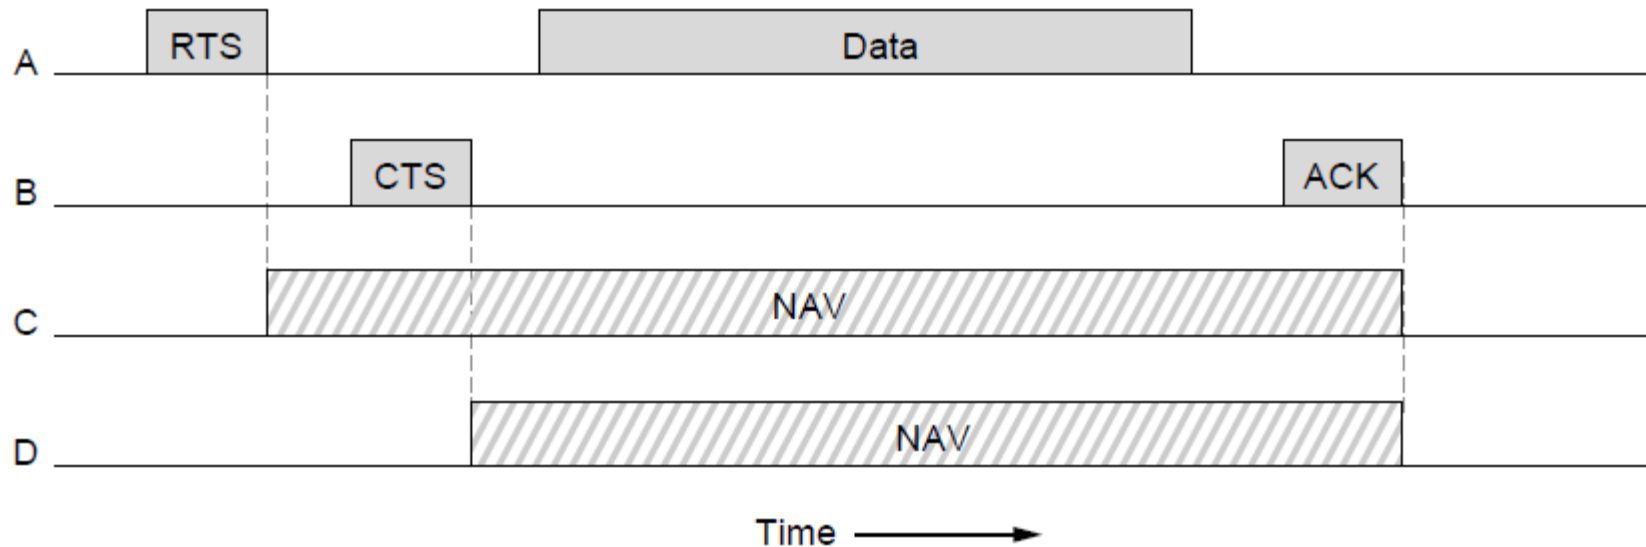 A RTS Data
B CTS ACK
C NAV
D NAV
Time